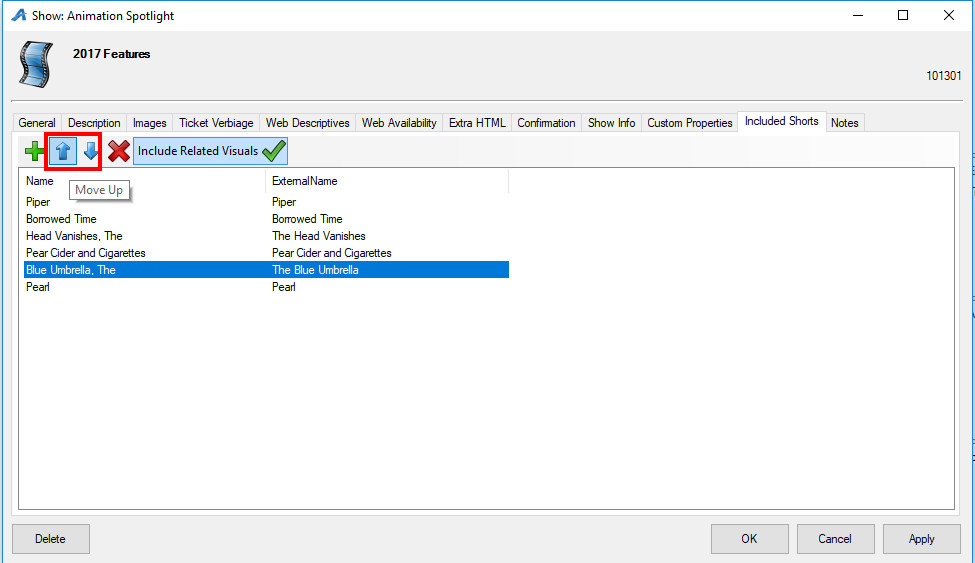 Show: Animation Spotlight
2017 Features
101301
General Description Images Ticket Verbiage Web Descriptives Web Availability Extra HTML Confirmation Show Info Custom Properties Included Shorts Notes
Include Related Visuals
Name ExternalName
Move Up
Piper Piper
Borrowed Time Borrowed Time
Head Vanishes, The The Head Vanishes
Pear Cider and Cigarettes Pear Cider and Cigarettes
Blue Umbrella, The The Blue Umbrella
Pearl Pearl
Delete OK Cancel Apply